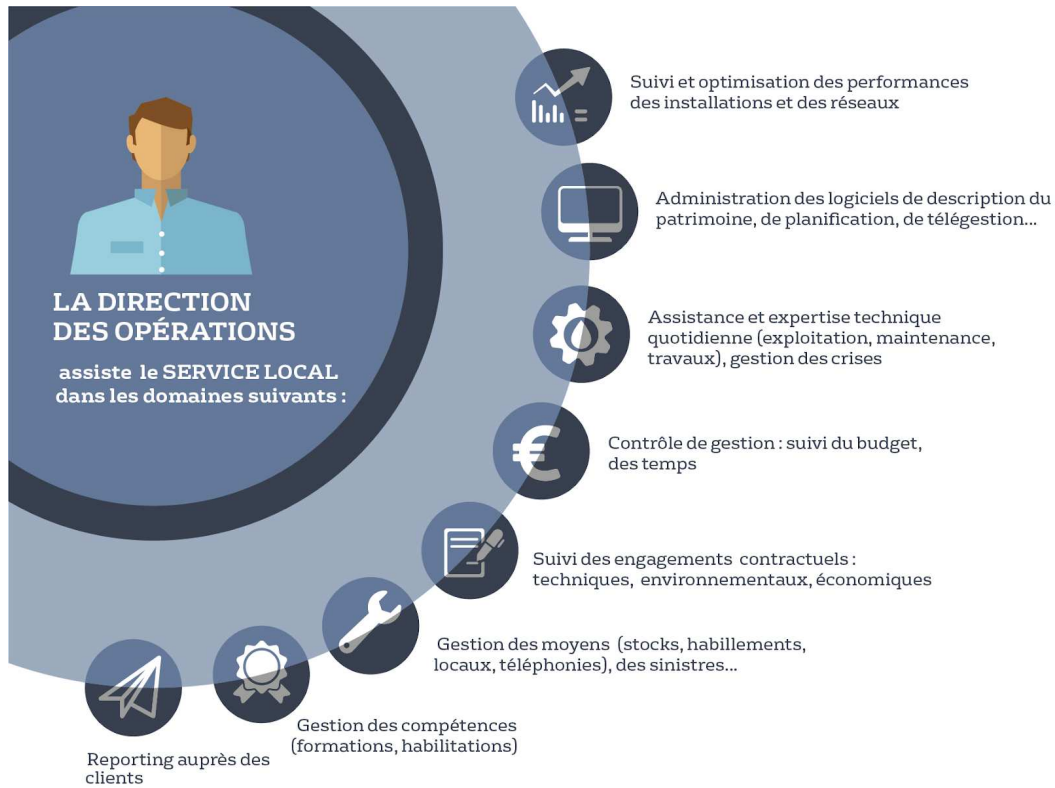 LA DIRECTION
DES OPÉRATIONS
assiste le SERVICE LOCAL
dans les domaines suivants :
Suivi et optimisation des performances
des installations et des réseaux
Administration des logiciels de description du
patrimoine, de planification, de télégestion...
Assistance et expertise technique
quotidienne (exploitation, maintenance,
travaux), gestion des crises
Contrôle de gestion : suivi du budget,
des temps
Suivi des engagements contractuels :
techniques, environnementaux, économiques
Gestion des moyens (stocks, habillements,
locaux, téléphonies), des sinistres...
Gestion des compétences
(formations, habilitations)
Reporting auprès des
clients